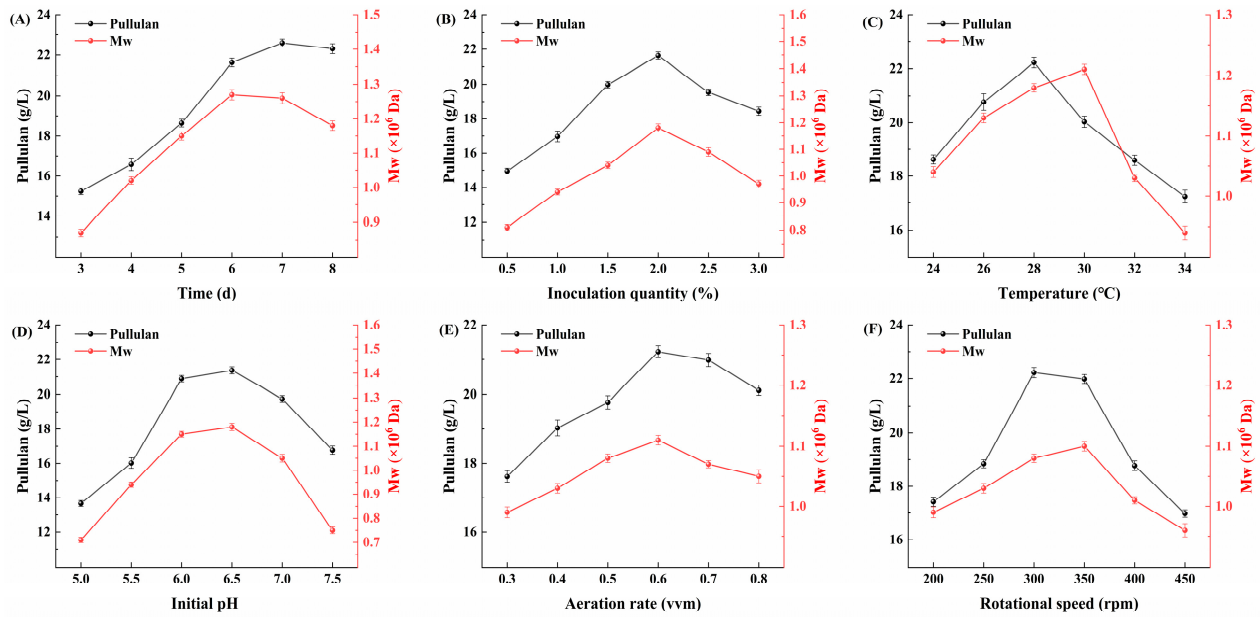 (A)
Pullulan
Mw
24
22
20
18
16
14
Pullulan (g/L)
1.5
1.4
1.3
1.2
1.1
1.0
0.9
Mw (×10⁶ Da)
3 4 5 6 7 8
Time (d)
(B)
Pullulan
Mw
24
22
20
18
16
14
12
Pullulan (g/L)
1.6
1.5
1.4
1.3
1.2
1.1
1.0
0.9
0.8
Mw (×10⁶ Da)
0.5 1.0 1.5 2.0 2.5 3.0
Inoculation quantity (%)
(C)
Pullulan
Mw
24
22
20
18
16
Pullulan (g/L)
1.3
1.2
1.1
1.0
Mw (×10⁶ Da)
24 26 28 30 32 34
Temperature (℃)
(D)
Pullulan
Mw
24
22
20
18
16
14
12
Pullulan (g/L)
1.6
1.5
1.4
1.3
1.2
1.1
1.0
0.9
0.8
0.7
Mw (×10⁶ Da)
5.0 5.5 6.0 6.5 7.0 7.5
Initial pH
(E)
Pullulan
Mw
22
21
20
18
17
16
Pullulan (g/L)
1.3
1.2
1.1
1.0
Mw (×10⁶ Da)
0.3 0.4 0.5 0.6 0.7 0.8
Aeration rate (vvm)
(F)
Pullulan
Mw
24
22
20
18
17
16
Pullulan (g/L)
1.3
1.2
1.1
1.0
Mw (×10⁶ Da)
200 250 300 350 400 450
Rotational speed (rpm)